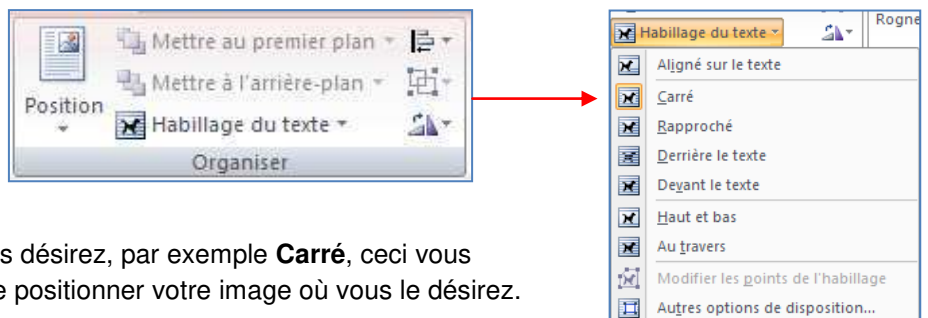 Mettre au premier plan
Mettre à l'arrière-plan
Position
Habillage du texte
Organiser
Habillage du texte
Aligné sur le texte
Carré
Rapproché
Derrière le texte
Devant le texte
Haut et bas
Au travers
Modifier les points de l'habillage
Autres options de disposition...
s désirez, par exemple Carré, ceci vous
e positionner votre image où vous le désirez.